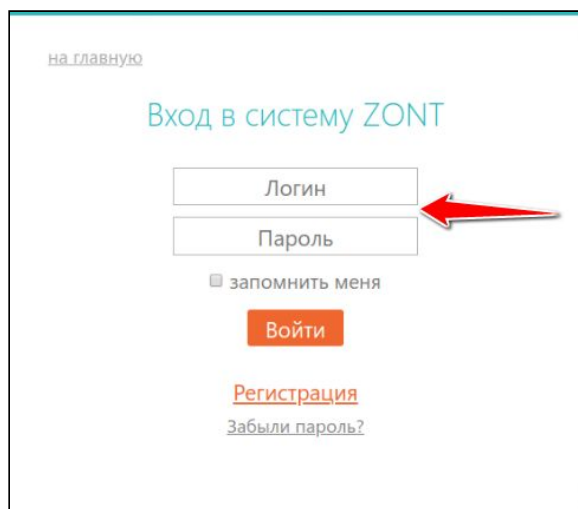 на главную
Вход в систему ZONT
Логин
Пароль
запомнить меня
Войти
Регистрация
Забыли пароль?